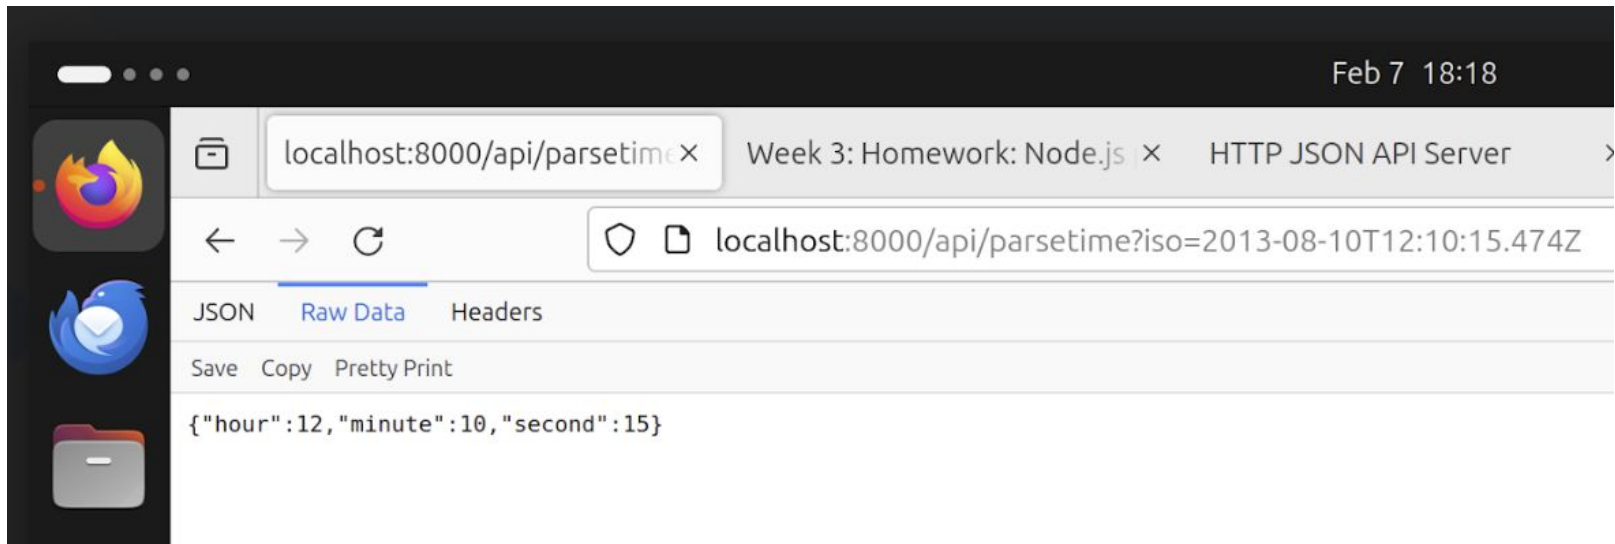 Feb 7 18:18
localhost:8000/api/parsetime Week 3: Homework: Node.js HTTP JSON API Server
localhost:8000/api/parsetime?iso=2013-08-10T12:10:15.474Z
JSON Raw Data Headers
Save Copy Pretty Print
{"hour":12,"minute":10,"second":15}